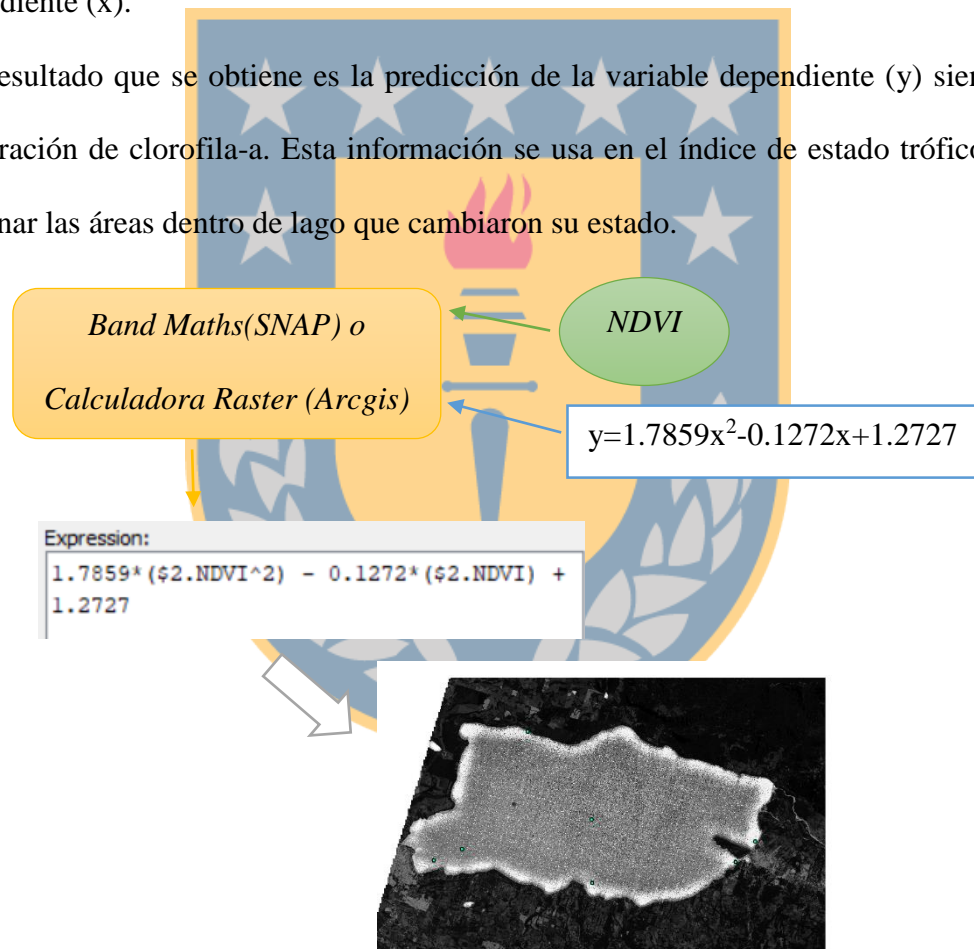 diente (x).
esultado que se obtiene es la predicción de la variable dependiente (y) sien
ración de clorofila-a. Esta información se usa en el índice de estado trófico
nar las áreas dentro de lago que cambiaron su estado.
Band Maths(SNAP) o
Calculadora Raster (Arcgis)
NDVI
y=1.7859x²-0.1272x+1.2727
Expression:
1.7859*($2.NDVI^2) - 0.1272*($2.NDVI) +
1.2727